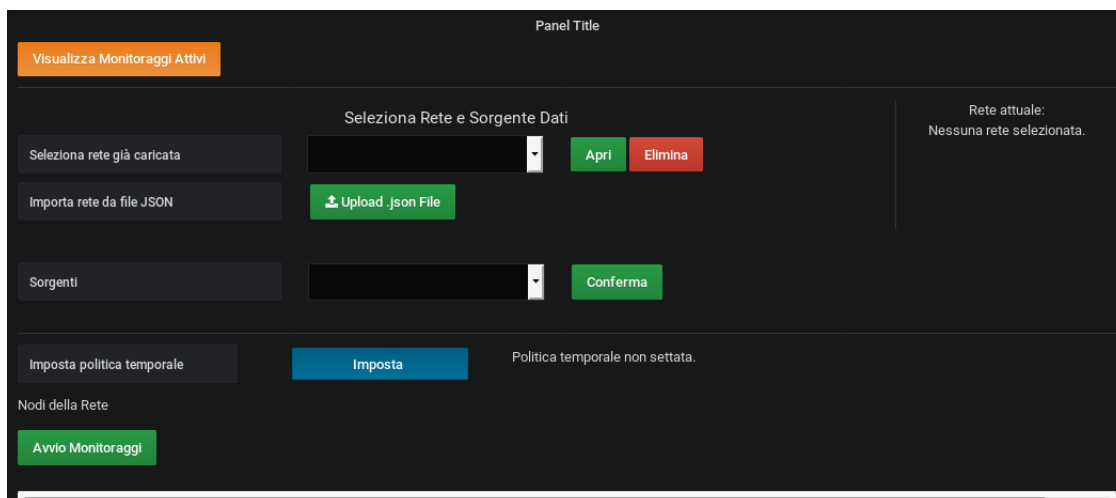 Panel Title
Visualizza Monitoraggi Attivi
Seleziona Rete e Sorgente Dati
Rete attuale:
Nessuna rete selezionata.
Seleziona rete già caricata
Apri
Elimina
Importa rete da file JSON
Upload .json File
Sorgenti
Conferma
Imposta politica temporale
Imposta
Politica temporale non settata.
Nodi della Rete
Avvio Monitoraggi